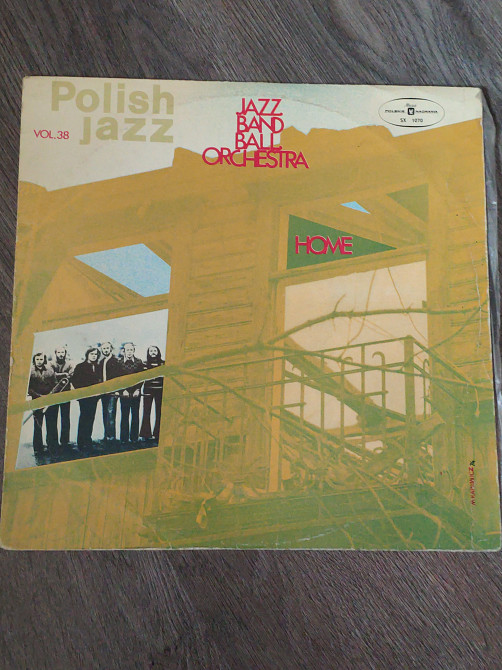 Polish
jazz
VOL.38
JAZZ
BAND
BALL
ORCHESTRA
POLSKIE NAGRANIA
SX 1070
HOME